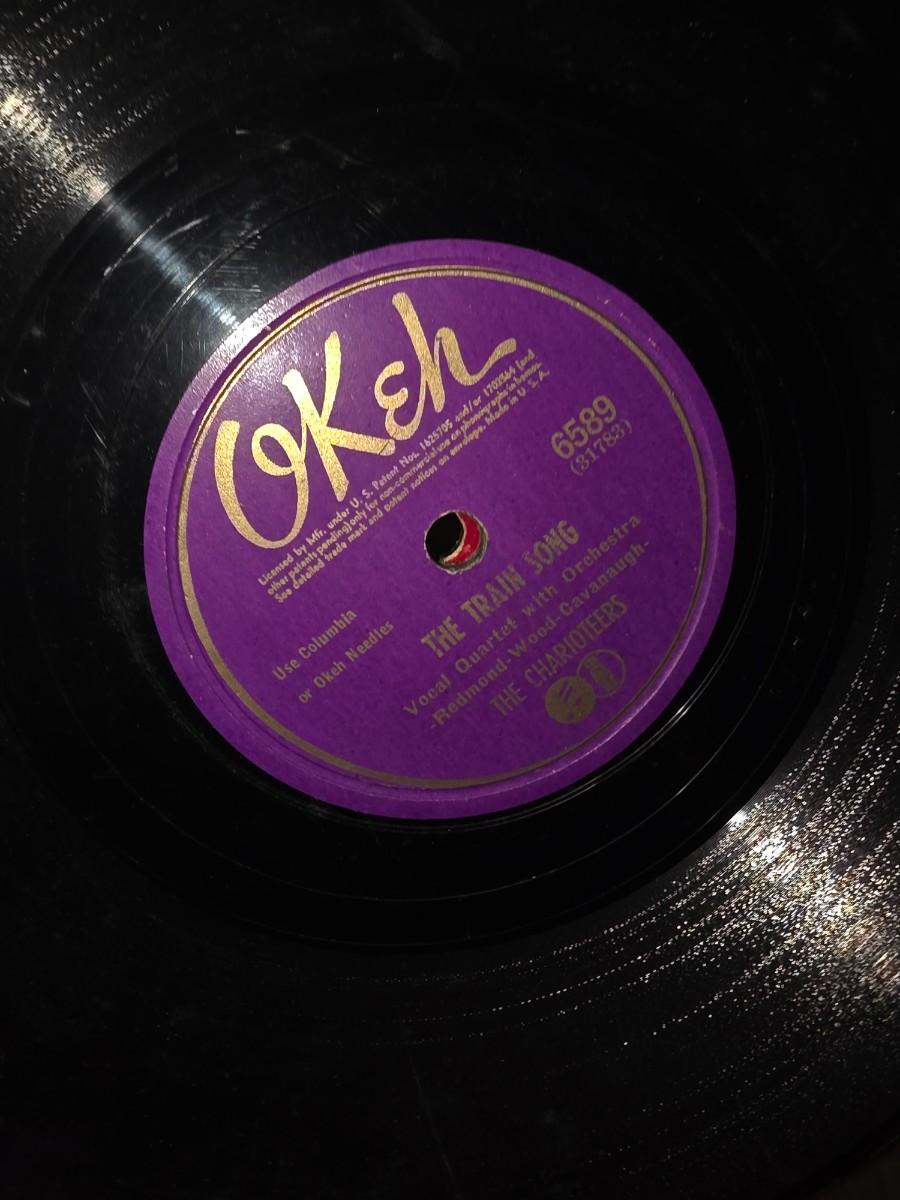 OKeh
Licensed by Mfr. under U. S. Patent Nos. 1625705 and/or 1702564 (and
other patents pending) only for non-commercial use on phonographs in homes.
See detailed trade mark and patent notices on envelope. Made in U. S. A.
6589
(31783)
Use Columbia
or Okeh Needles
THE TRAIN SONG
Vocal Quartet with Orchestra
-Redmond-Wood-Cavanaugh-
THE CHARIOTEERS